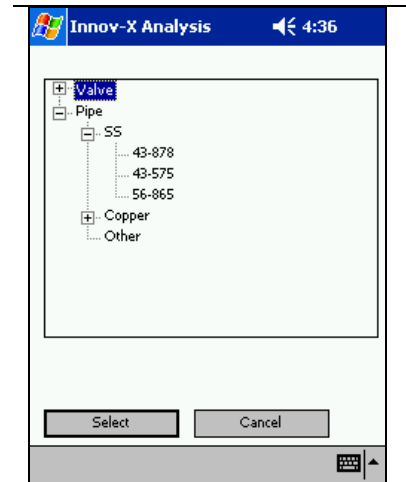 Innov-X Analysis 4:36
Valve
Pipe
SS
43-878
43-575
56-865
Copper
Other
Select Cancel